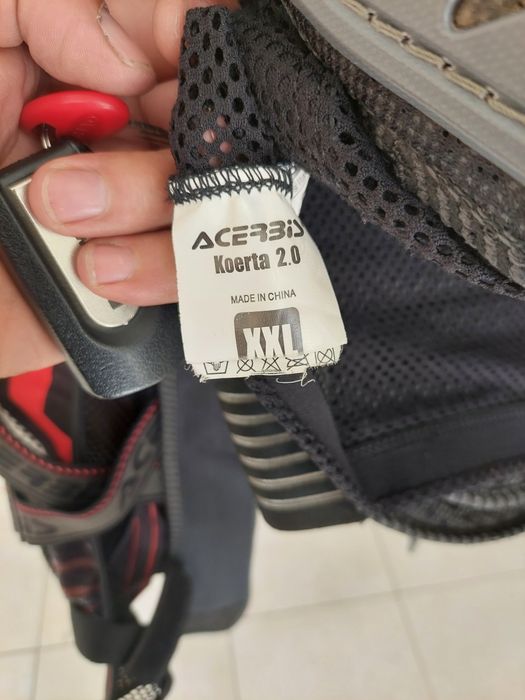 ACERBIS
Koerta 2.0
MADE IN CHINA
XXL